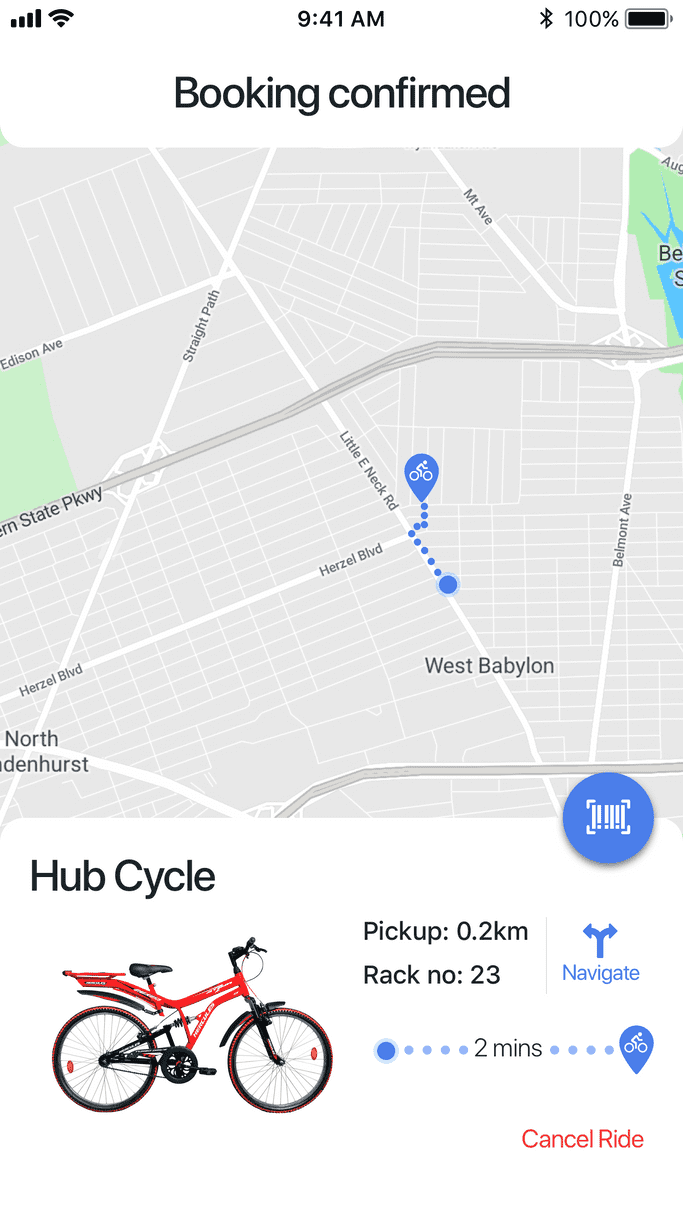 9:41 AM
100%
Booking confirmed
Mt Ave
Aug
Be
S
Straight Path
Edison Ave
Little E Neck Rd
ern State Pkwy
Belmont Ave
Herzel Blvd
West Babylon
Herzel Blvd
North
denhurst
Hub Cycle
Pickup: 0.2km
Rack no: 23
Navigate
2 mins
Cancel Ride